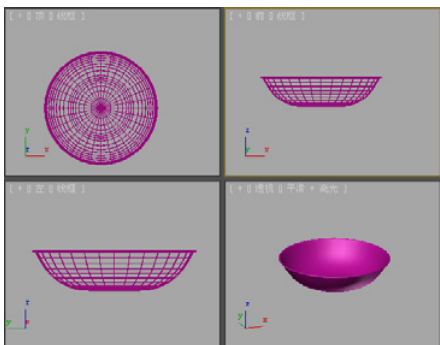 [ + 0 顶 0 线框 ]
[ + 0 前 0 线框 ]
y
z x
z
y x
[ + 0 左 0 线框 ]
[ + 0 透视 0 平滑 + 高光 ]
z
y
z
y x